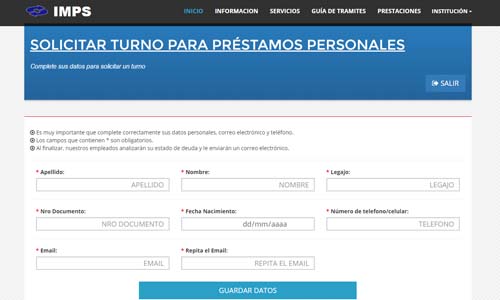 IMPS
INICIO INFORMACION SERVICIOS GUÍA DE TRAMITES PRESTACIONES INSTITUCIÓN
SOLICITAR TURNO PARA PRÉSTAMOS PERSONALES
Complete sus datos para solicitar un turno
SALIR
Es muy importante que complete correctamente sus datos personales, correo electrónico y teléfono.
Los campos que contienen * son obligatorios.
Al finalizar, nuestros empleados analizarán su estado de deuda y le enviarán un correo electrónico.
* Apellido: * Nombre: * Legajo:
APELLIDO NOMBRE LEGAJO
* Nro Documento: * Fecha Nacimiento: * Número de telefono/celular:
NRO DOCUMENTO dd/mm/aaaa TELEFONO
* Email: * Repita el Email:
EMAIL REPITA EL EMAIL
GUARDAR DATOS